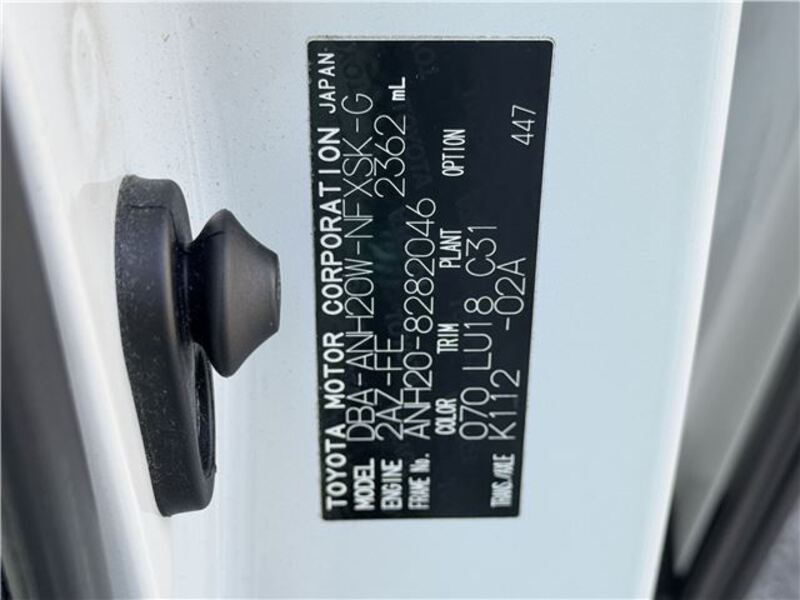 TOYOTA MOTOR CORPORATION JAPAN
MODEL DBA-ANH20W-NFXSK-G
ENGINE 2AZ-FE 2362 mL
FRAME No. ANH20-8282046
COLOR TRIM PLANT OPTION
070 LU18 C31
TRANS/AXLE K112 -02A 447